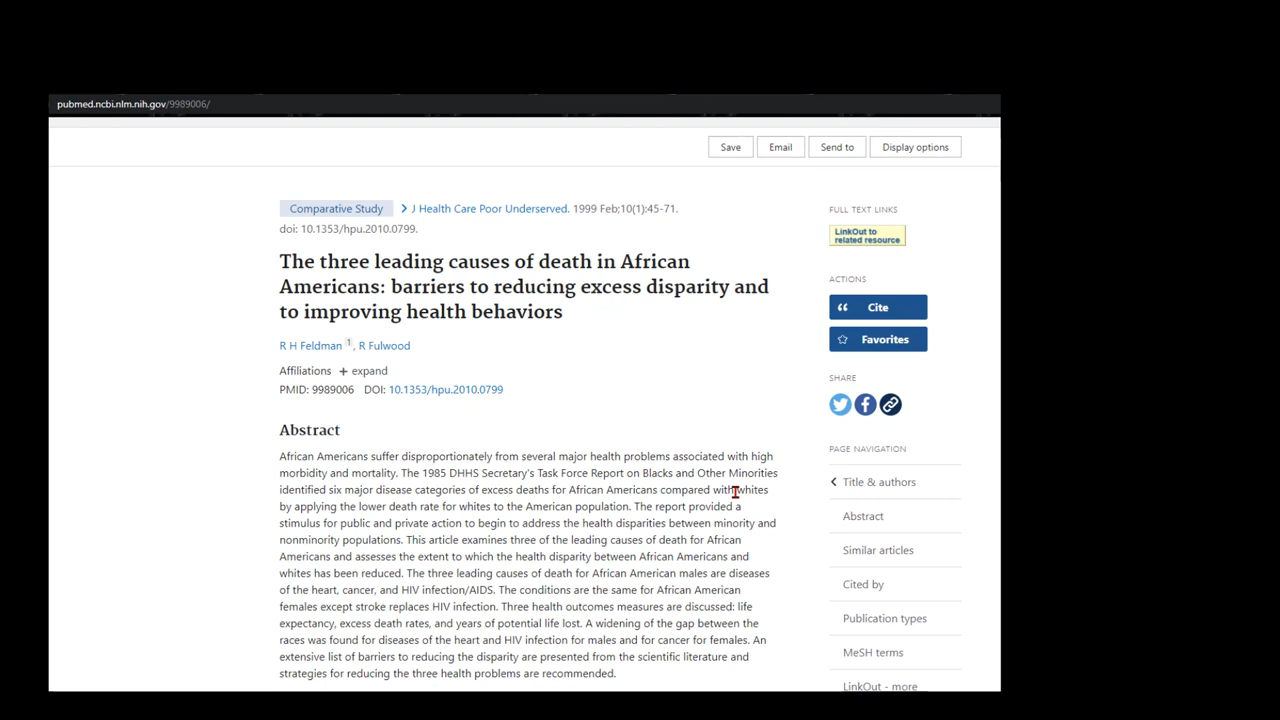 pubmed.ncbi.nlm.nih.gov/9989006/
Save Email Send to Display options
Comparative Study > J Health Care Poor Underserved. 1999 Feb;10(1):45-71.
doi: 10.1353/hpu.2010.0799.
The three leading causes of death in African
Americans: barriers to reducing excess disparity and
to improving health behaviors
R H Feldman 1, R Fulwood
Affiliations + expand
PMID: 9989006 DOI: 10.1353/hpu.2010.0799
Abstract
African Americans suffer disproportionately from several major health problems associated with high
morbidity and mortality. The 1985 DHHS Secretary's Task Force Report on Blacks and Other Minorities
identified six major disease categories of excess deaths for African Americans compared with whites
by applying the lower death rate for whites to the American population. The report provided a
stimulus for public and private action to begin to address the health disparities between minority and
nonminority populations. This article examines three of the leading causes of death for African
Americans and assesses the extent to which the health disparity between African Americans and
whites has been reduced. The three leading causes of death for African American males are diseases
of the heart, cancer, and HIV infection/AIDS. The conditions are the same for African American
females except stroke replaces HIV infection. Three health outcomes measures are discussed: life
expectancy, excess death rates, and years of potential life lost. A widening of the gap between the
races was found for diseases of the heart and HIV infection for males and for cancer for females. An
extensive list of barriers to reducing the disparity are presented from the scientific literature and
strategies for reducing the three health problems are recommended.
FULL TEXT LINKS
LinkOut to
related resource
ACTIONS
Cite
Favorites
SHARE
PAGE NAVIGATION
Title & authors
Abstract
Similar articles
Cited by
Publication types
MeSH terms
LinkOut - more